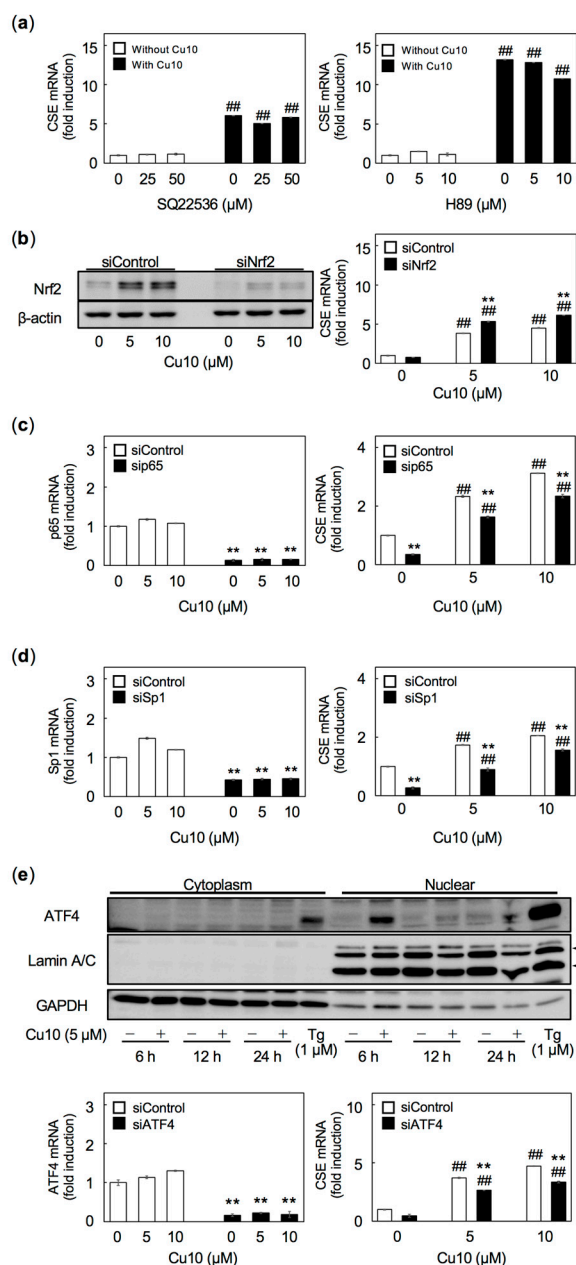 (a)
CSE mRNA
(fold induction)
15
10
5
0
Without Cu10
With Cu10
##
##
##
0 25 50 0 25 50
SQ22536 (µM)
CSE mRNA
(fold induction)
15
10
5
0
Without Cu10
With Cu10
##
##
##
0 5 10 0 5 10
H89 (µM)
(b)
siControl siNrf2
Nrf2
β-actin
0 5 10 0 5 10
Cu10 (µM)
CSE mRNA
(fold induction)
15
10
5
0
siControl
siNrf2
##
**
##
##
**
##
0 5 10
Cu10 (µM)
(c)
p65 mRNA
(fold induction)
3
2
1
0
siControl
sip65
** ** **
0 5 10 0 5 10
Cu10 (µM)
CSE mRNA
(fold induction)
4
2
0
siControl
sip65
**
##
**
##
##
**
##
0 5 10
Cu10 (µM)
(d)
Sp1 mRNA
(fold induction)
3
2
1
0
siControl
siSp1
** ** **
0 5 10 0 5 10
Cu10 (µM)
CSE mRNA
(fold induction)
4
2
0
siControl
siSp1
**
##
**
##
##
**
##
0 5 10
Cu10 (µM)
(e)
Cytoplasm Nuclear
ATF4
Lamin A/C
GAPDH
Cu10 (5 µM) − + − + − + Tg − + − + − + Tg
6 h 12 h 24 h (1 µM) 6 h 12 h 24 h (1 µM)
ATF4 mRNA
(fold induction)
3
2
1
0
siControl
siATF4
** ** **
0 5 10 0 5 10
Cu10 (µM)
CSE mRNA
(fold induction)
10
5
0
siControl
siATF4
##
**
##
##
**
##
0 5 10
Cu10 (µM)